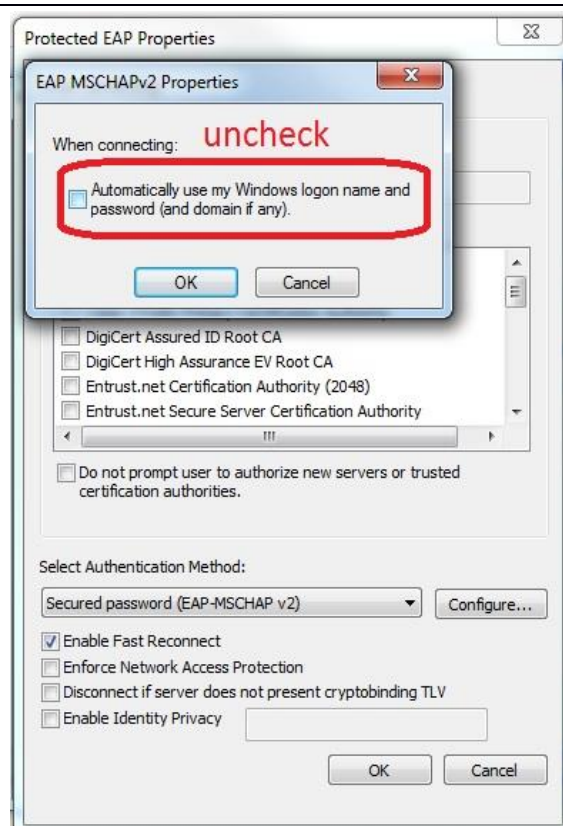 Protected EAP Properties
EAP MSCHAPv2 Properties
When connecting:
uncheck
Automatically use my Windows logon name and
password (and domain if any).
OK
Cancel
DigiCert Assured ID Root CA
DigiCert High Assurance EV Root CA
Entrust.net Certification Authority (2048)
Entrust.net Secure Server Certification Authority
Do not prompt user to authorize new servers or trusted
certification authorities.
Select Authentication Method:
Secured password (EAP-MSCHAP v2)
Configure...
Enable Fast Reconnect
Enforce Network Access Protection
Disconnect if server does not present cryptobinding TLV
Enable Identity Privacy
OK
Cancel